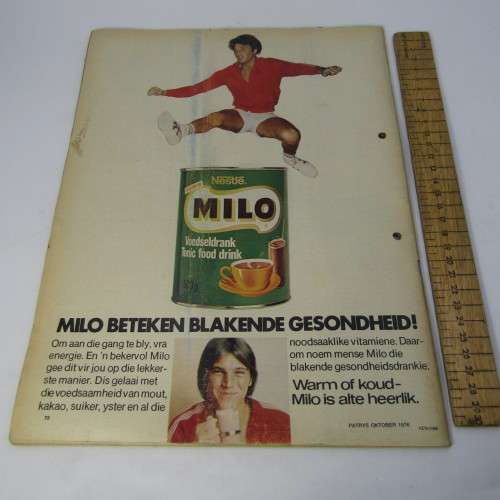 Nestlé
MILO
Voedseldrank
Tonic food drink
MILO BETEKEN BLAKENDE GESONDHEID!
Om aan die gang te bly, vra
energie. En 'n bekervol Milo
gee dit vir jou op die lekker-
ste manier. Dis gelaai met
die voedsaamheid van mout,
kakao, suiker, yster en al die
noodsaaklike vitamiene. Daar-
om noem mense Milo die
blakende gesondheidsdrankie.
Warm of koud-
Milo is alte heerlik.
PATRYS OKTOBER 1976